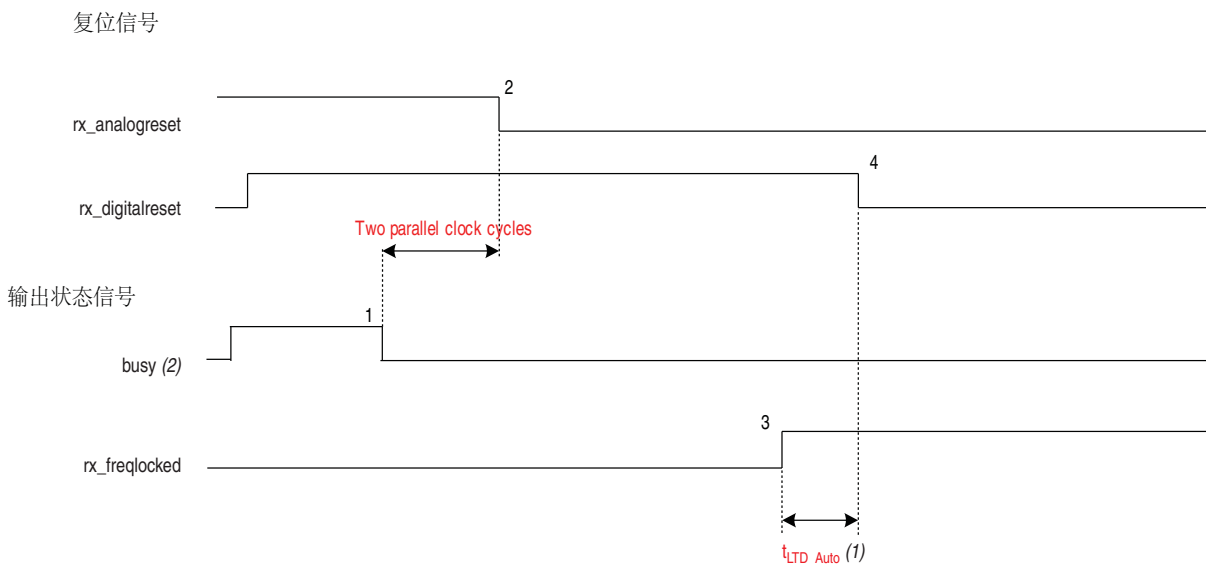 复位信号
2
rx_analogreset
4
rx_digitalreset
Two parallel clock cycles
输出状态信号
1
busy (2)
3
rx_freqlocked
tLTD_Auto (1)